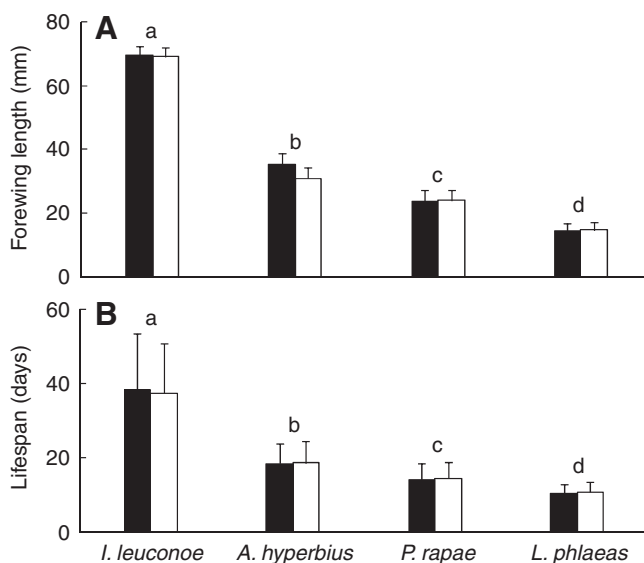 A
Forewing length (mm)
80
60
40
20
0
a
b
c
d
B
Lifespan (days)
60
40
20
0
a
b
c
d
I. leuconoe A. hyperbius P. rapae L. phlaeas